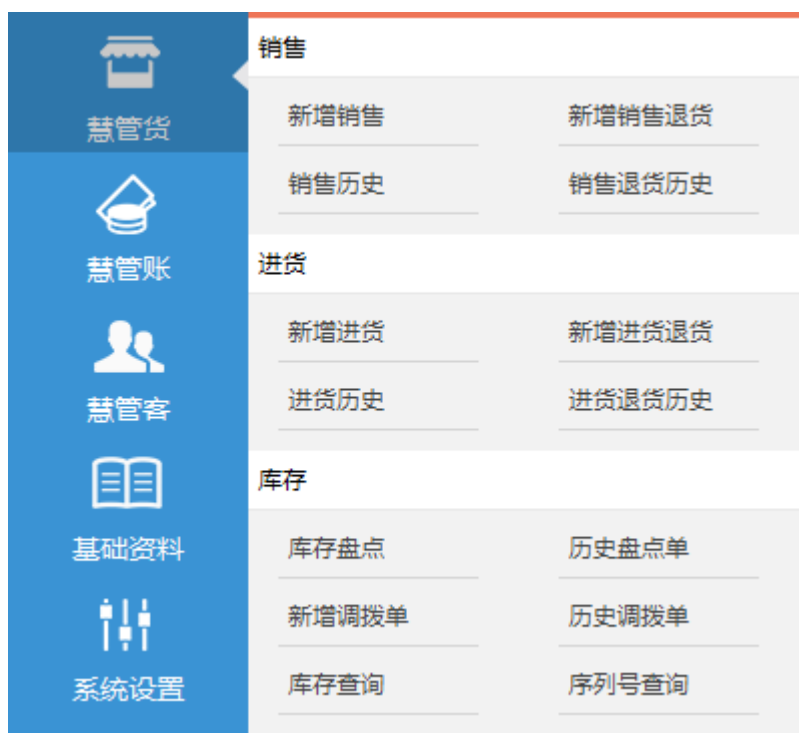 慧管货
慧管账
慧管客
基础资料
系统设置
销售
新增销售 新增销售退货
销售历史 销售退货历史
进货
新增进货 新增进货退货
进货历史 进货退货历史
库存
库存盘点 历史盘点单
新增调拨单 历史调拨单
库存查询 序列号查询